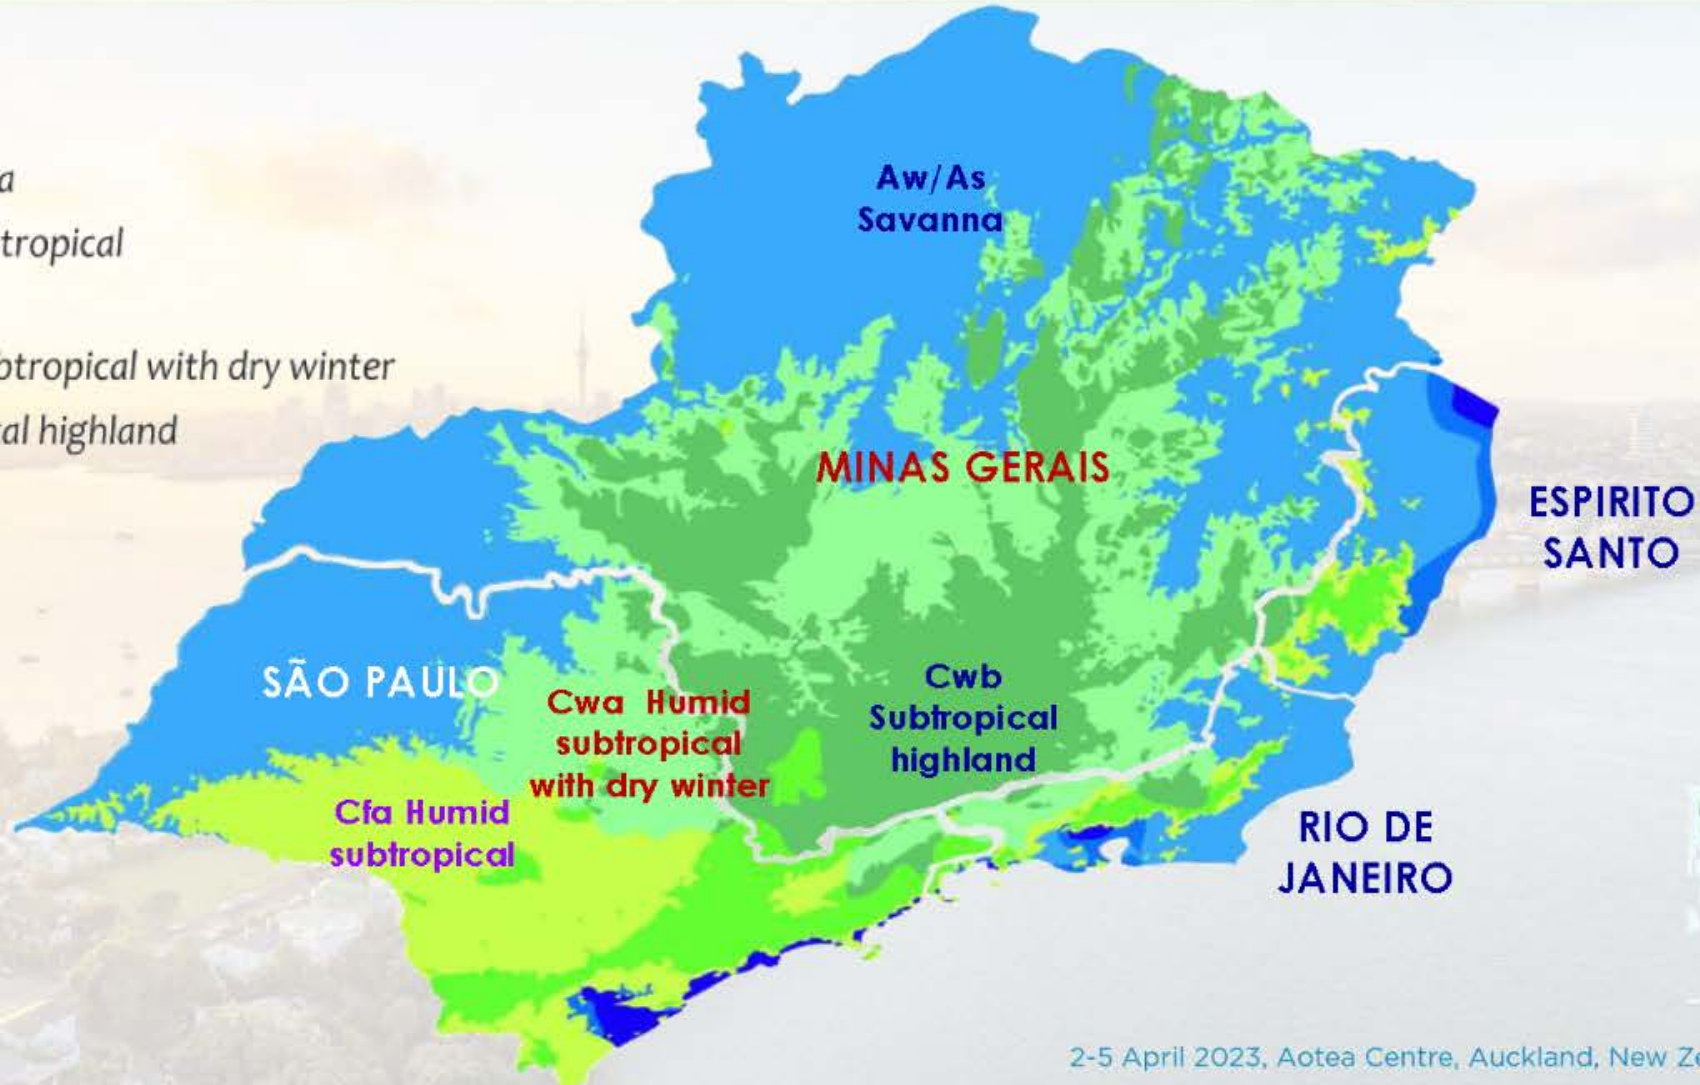 a
tropical
btropical with dry winter
al highland
Aw/As
Savanna
MINAS GERAIS
ESPIRITO
SANTO
SÃO PAULO
Cwa Humid
subtropical
with dry winter
Cwb
Subtropical
highland
Cfa Humid
subtropical
RIO DE
JANEIRO
2-5 April 2023, Aotea Centre, Auckland, New Ze